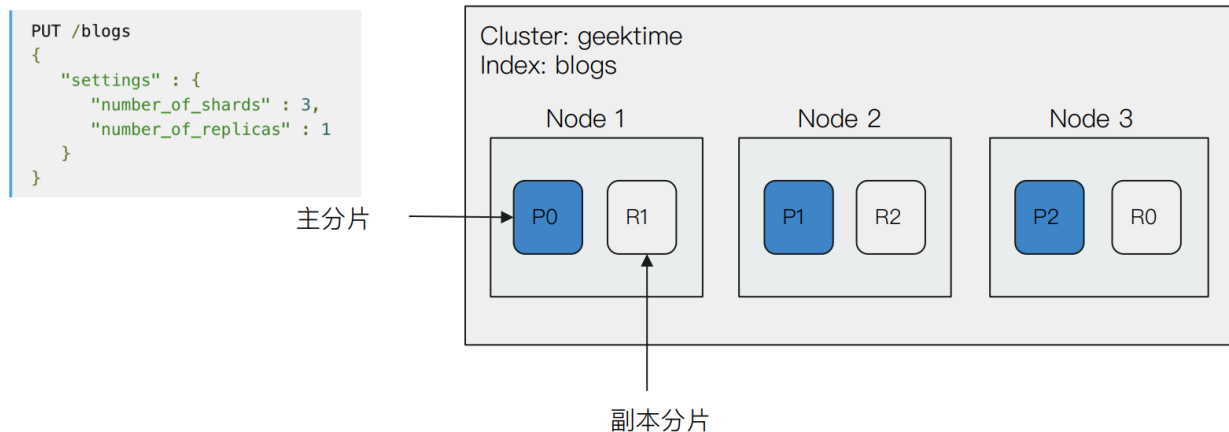 PUT /blogs
{
   "settings" : {
      "number_of_shards" : 3,
      "number_of_replicas" : 1
   }
}
Cluster: geektime
Index: blogs
Node 1
Node 2
Node 3
主分片
P0
R1
P1
R2
P2
R0
副本分片